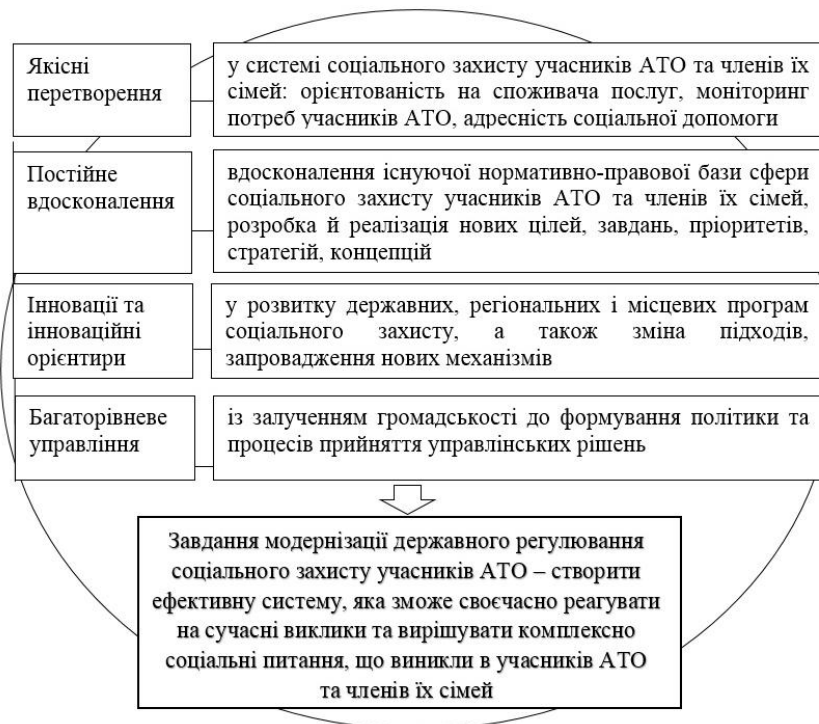 Якісні
перетворення
у системі соціального захисту учасників АТО та членів їх
сімей: орієнтованість на споживача послуг, моніторинг
потреб учасників АТО, адресність соціальної допомоги
Постійне
вдосконалення
вдосконалення існуючої нормативно-правової бази сфери
соціального захисту учасників АТО та членів їх сімей,
розробка й реалізація нових цілей, завдань, пріоритетів,
стратегій, концепцій
Інновації та
інноваційні
орієнтири
у розвитку державних, регіональних і місцевих програм
соціального захисту, а також зміна підходів,
запровадження нових механізмів
Багаторівневе
управління
із залученням громадськості до формування політики та
процесів прийняття управлінських рішень
Завдання модернізації державного регулювання
соціального захисту учасників АТО – створити
ефективну систему, яка зможе своєчасно реагувати
на сучасні виклики та вирішувати комплексно
соціальні питання, що виникли в учасників АТО
та членів їх сімей